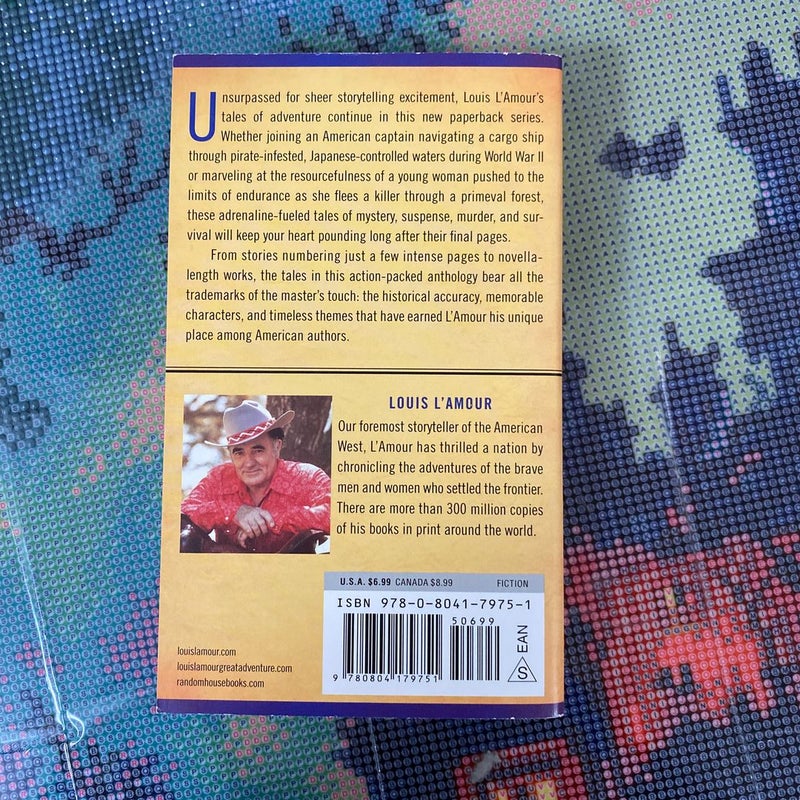 Unsurpassed for sheer storytelling excitement, Louis L'Amour's
tales of adventure continue in this new paperback series.
Whether joining an American captain navigating a cargo ship
through pirate-infested, Japanese-controlled waters during World War II
or marveling at the resourcefulness of a young woman pushed to the
limits of endurance as she flees a killer through a primeval forest,
these adrenaline-fueled tales of mystery, suspense, murder, and sur-
vival will keep your heart pounding long after their final pages.
From stories numbering just a few intense pages to novella-
length works, the tales in this action-packed anthology bear all the
trademarks of the master's touch: the historical accuracy, memorable
characters, and timeless themes that have earned L'Amour his unique
place among American authors.
LOUIS L'AMOUR
Our foremost storyteller of the American
West, L'Amour has thrilled a nation by
chronicling the adventures of the brave
men and women who settled the frontier.
There are more than 300 million copies
of his books in print around the world.
U.S.A. $6.99 CANADA $8.99 FICTION
ISBN 978-0-8041-7975-1
50699
9 780804 179751
S EAN
louislamour.com
louislamourgreatadventure.com
randomhousebooks.com